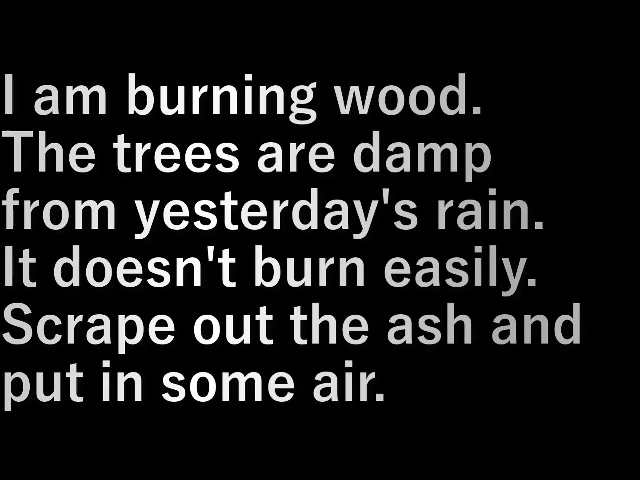 I am burning wood.
The trees are damp
from yesterday's rain.
It doesn't burn easily.
Scrape out the ash and
put in some air.